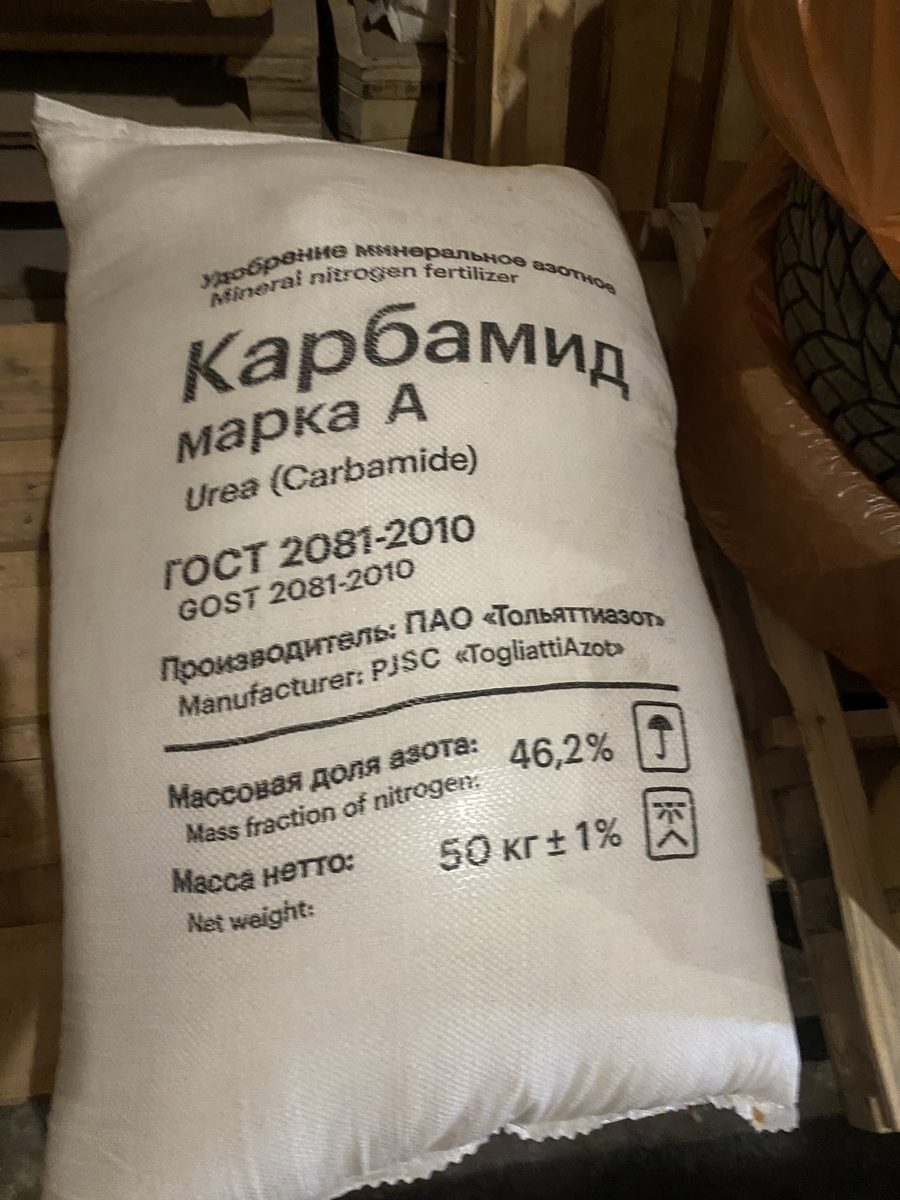 Удобрение минеральное азотное
Mineral nitrogen fertilizer
Карбамид
марка А
Urea (Carbamide)
ГОСТ 2081-2010
GOST 2081-2010
Производитель: ПАО «Тольяттиазот»
Manufacturer: PJSC «TogliattiAzot»
Массовая доля азота: 46,2%
Mass fraction of nitrogen:
Масса нетто: 50 кг ± 1%
Net weight: